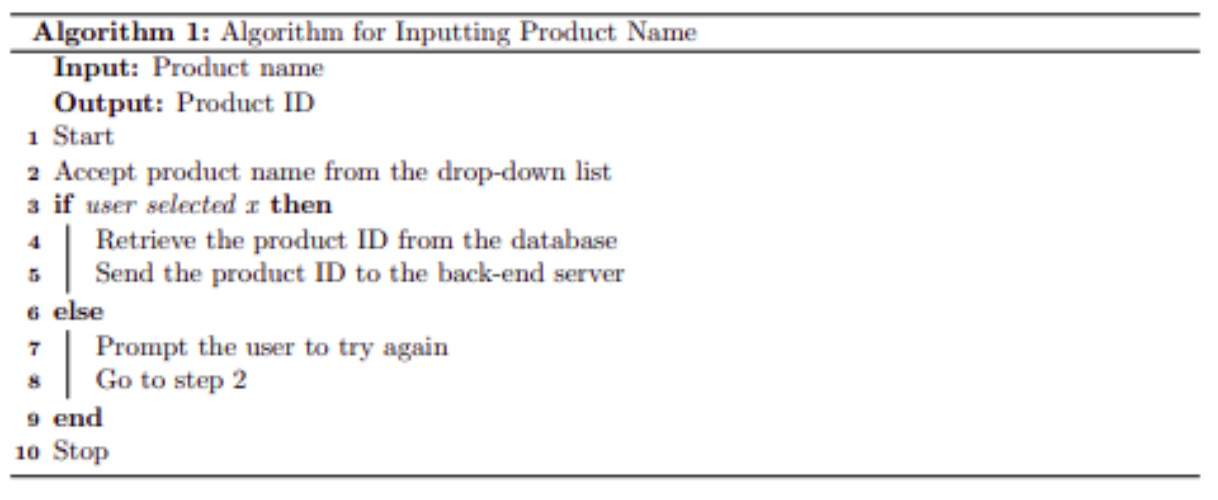 Algorithm 1: Algorithm for Inputting Product Name
Input: Product name
Output: Product ID
1 Start
2 Accept product name from the drop-down list
3 if user selected x then
4 Retrieve the product ID from the database
5 Send the product ID to the back-end server
6 else
7 Prompt the user to try again
8 Go to step 2
9 end
10 Stop